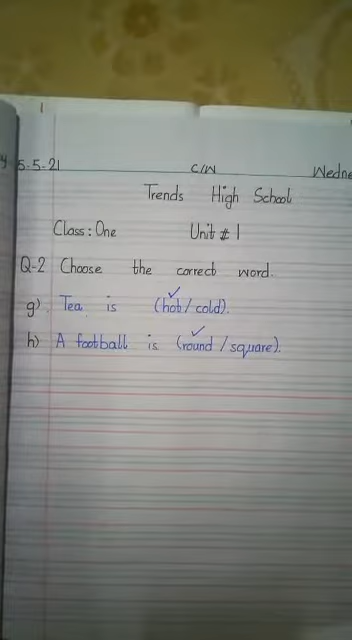 5-5-21 C/W Wedne
Trends High School
Class: One Unit # 1
Q-2 Choose the correct word.
g) Tea is (hot/cold).
h) A football is (round/square).